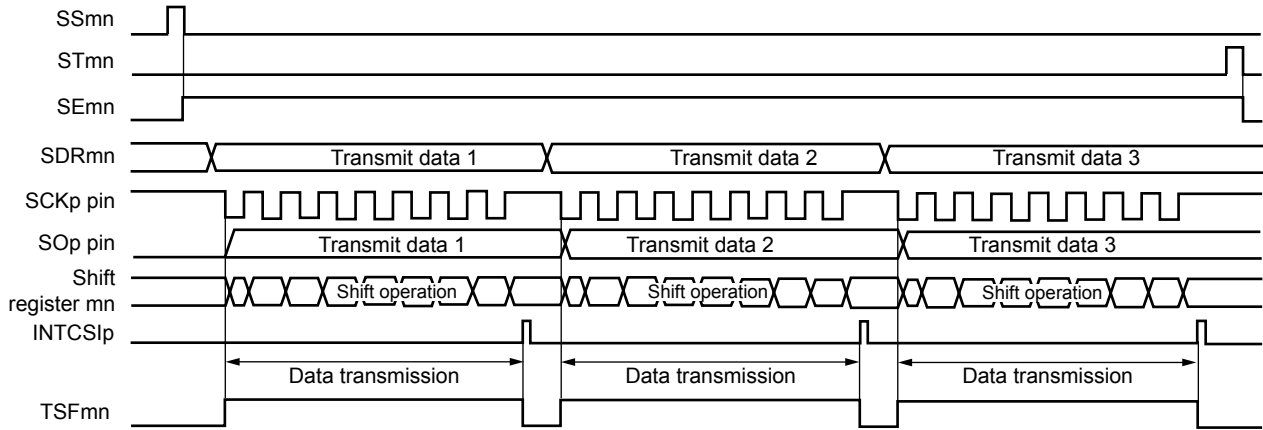 SSmn
STmn
SEmn
SDRmn Transmit data 1 Transmit data 2 Transmit data 3
SCKp pin
SOp pin Transmit data 1 Transmit data 2 Transmit data 3
Shift
register mn Shift operation Shift operation Shift operation
INTCSIp
Data transmission Data transmission Data transmission
TSFmn